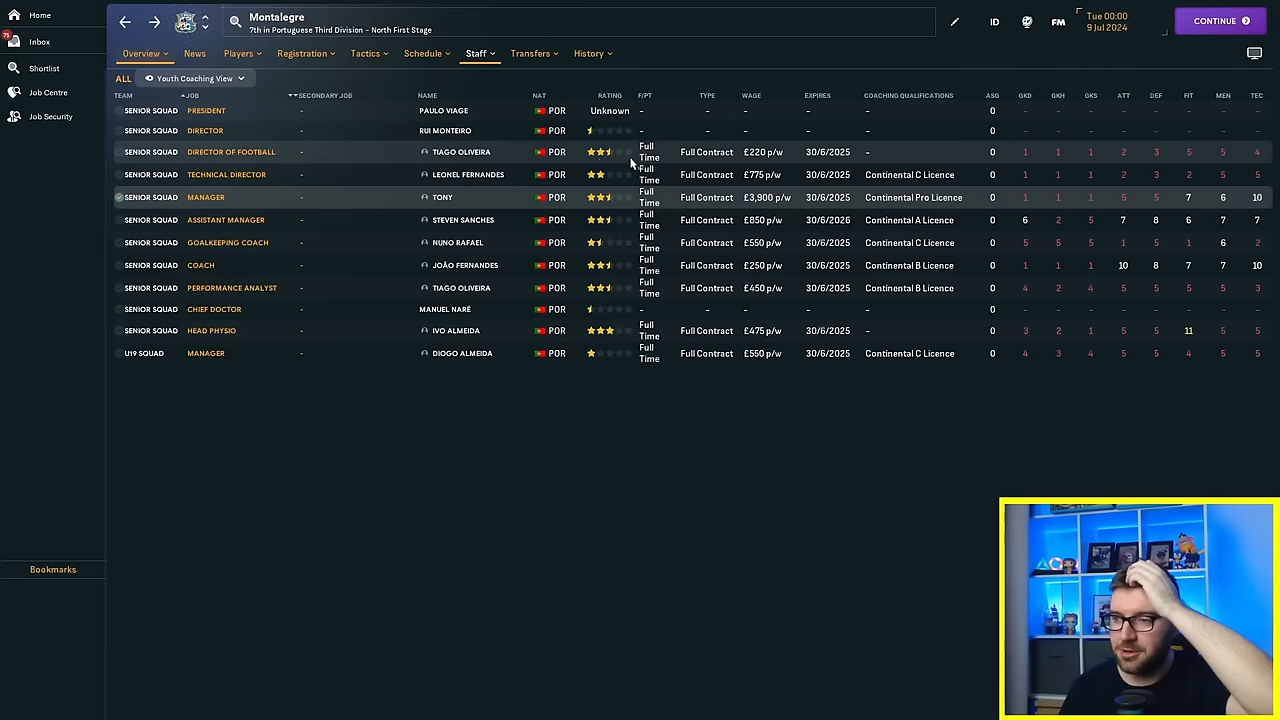 Home
75
Inbox
Shortlist
Job Centre
Job Security
Bookmarks
Montalegre
7th in Portuguese Third Division - North First Stage
ID
FM
Tue 00:00
9 Jul 2024
CONTINUE
Overview News Players Registration Tactics Schedule Staff Transfers History
ALL Youth Coaching View
TEAM JOB SECONDARY JOB NAME NAT RATING F/PT TYPE WAGE EXPIRES COACHING QUALIFICATIONS ASG GKD GKH GKS ATT DEF FIT MEN TEC
SENIOR SQUAD PRESIDENT - PAULO VIAGE POR Unknown - - - - - 0
SENIOR SQUAD DIRECTOR - RUI MONTEIRO POR - - - - - 0
SENIOR SQUAD DIRECTOR OF FOOTBALL - TIAGO OLIVEIRA POR Full Time Full Contract £220 p/w 30/6/2025 - 0 1 1 1 2 3 5 5 4
SENIOR SQUAD TECHNICAL DIRECTOR - LEONEL FERNANDES POR Full Time Full Contract £775 p/w 30/6/2025 Continental C Licence 0 1 1 1 2 3 2 5 5
SENIOR SQUAD MANAGER - TONY POR Full Time Full Contract £3,900 p/w 30/6/2025 Continental Pro Licence 0 1 1 1 5 5 7 6 10
SENIOR SQUAD ASSISTANT MANAGER - STEVEN SANCHES POR Full Time Full Contract £850 p/w 30/6/2026 Continental A Licence 0 6 2 5 7 8 6 7 7
SENIOR SQUAD GOALKEEPING COACH - NUNO RAFAEL POR Full Time Full Contract £550 p/w 30/6/2025 Continental C Licence 0 5 5 5 1 5 1 6 2
SENIOR SQUAD COACH - JOÃO FERNANDES POR Full Time Full Contract £250 p/w 30/6/2025 Continental B Licence 0 1 1 1 10 8 7 7 10
SENIOR SQUAD PERFORMANCE ANALYST - TIAGO OLIVEIRA POR Full Time Full Contract £450 p/w 30/6/2025 Continental B Licence 0 4 2 4 5 5 5 5 3
SENIOR SQUAD CHIEF DOCTOR - MANUEL NARÉ POR - - - - - 0
SENIOR SQUAD HEAD PHYSIO - IVO ALMEIDA POR Full Time Full Contract £475 p/w 30/6/2025 - 0 3 2 1 5 5 11 5 5
U19 SQUAD MANAGER - DIOGO ALMEIDA POR Full Time Full Contract £550 p/w 30/6/2025 Continental C Licence 0 4 3 4 5 5 4 5 5